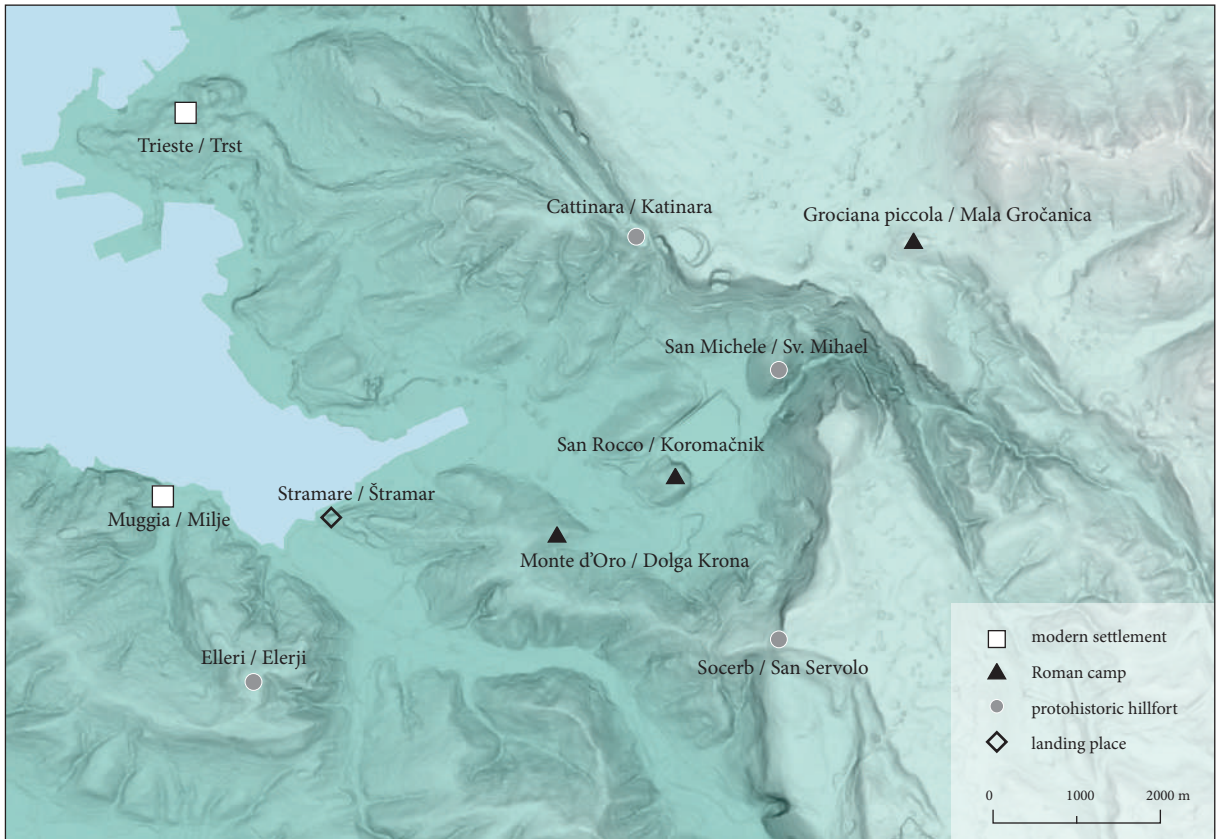 Trieste / Trst
Cattinara / Katinara
Grociana piccola / Mala Gročanica
San Michele / Sv. Mihael
San Rocco / Koromačnik
Stramare / Štramar
Muggia / Milje
Monte d'Oro / Dolga Krona
Elleri / Elerji
Socerb / San Servolo
modern settlement
Roman camp
protohistoric hillfort
landing place
0 1000 2000 m